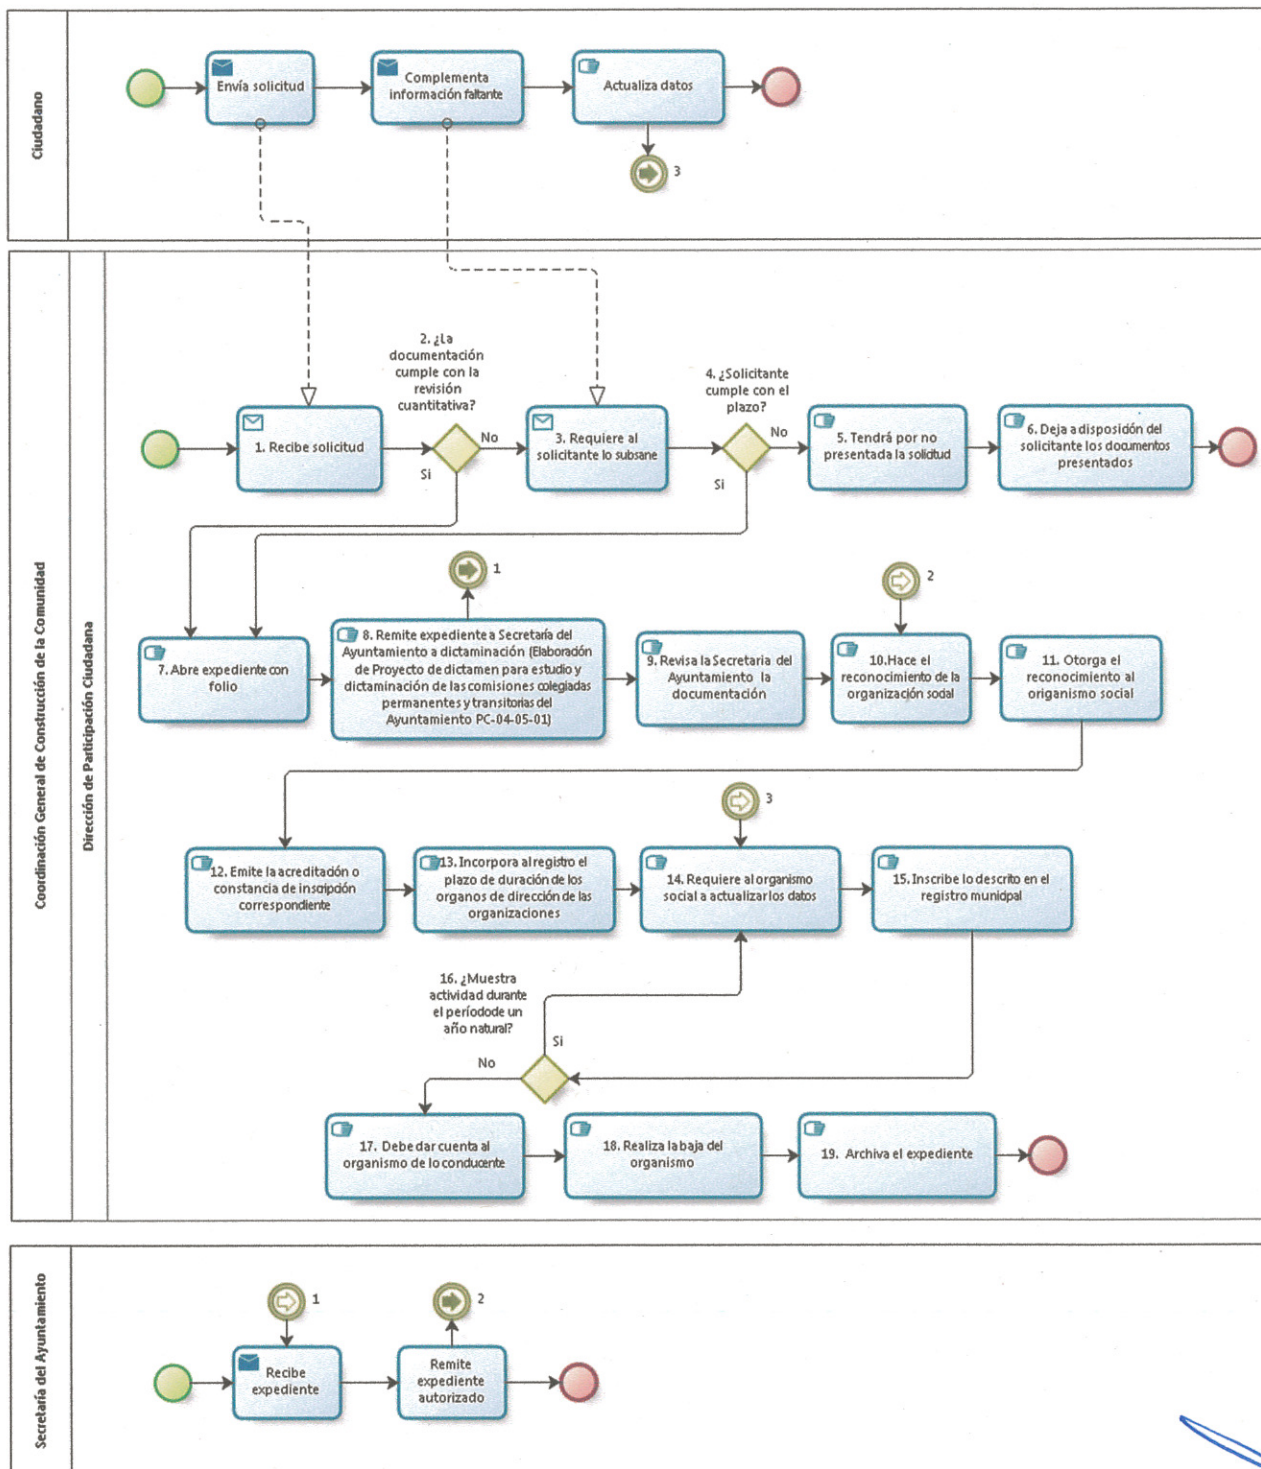 Ciudadano
Envía solicitud
Complementa
información faltante
Actualiza datos
3
Coordinación General de Construcción de la Comunidad
Dirección de Participación Ciudadana
1. Recibe solicitud
2. ¿La
documentación
cumple con la
revisión
cuantitativa?
No
Si
3. Requiere al
solicitante lo subsane
4. ¿Solicitante
cumple con el
plazo?
No
Si
5. Tendrá por no
presentada la solicitud
6. Deja a disposición del
solicitante los documentos
presentados
7. Abre expediente con
folio
1
8. Remite expediente a Secretaría del
Ayuntamiento a dictaminación (Elaboración
de Proyecto de dictamen para estudio y
dictaminación de las comisiones colegiadas
permanentes y transitorias del
Ayuntamiento PC-04-05-01)
9. Revisa la Secretaria del
Ayuntamiento la
documentación
2
10.Hace el
reconocimiento de la
organización social
11. Otorga el
reconocimiento al
origanismo social
12. Emite la acreditación o
constancia de inscripción
correspondiente
13. Incorpora al registro el
plazo de duración de los
organos de dirección de las
organizaciones
3
14. Requiere al organismo
social a actualizar los datos
15. Inscribe lo descrito en el
registro municipal
16. ¿Muestra
actividad durante
el períodode un
año natural?
Si
No
17. Debe dar cuenta al
organismo de lo conducente
18. Realiza la baja del
organismo
19. Archiva el expediente
Secretaría del Ayuntamiento
1
Recibe
expediente
2
Remite
expediente
autorizado